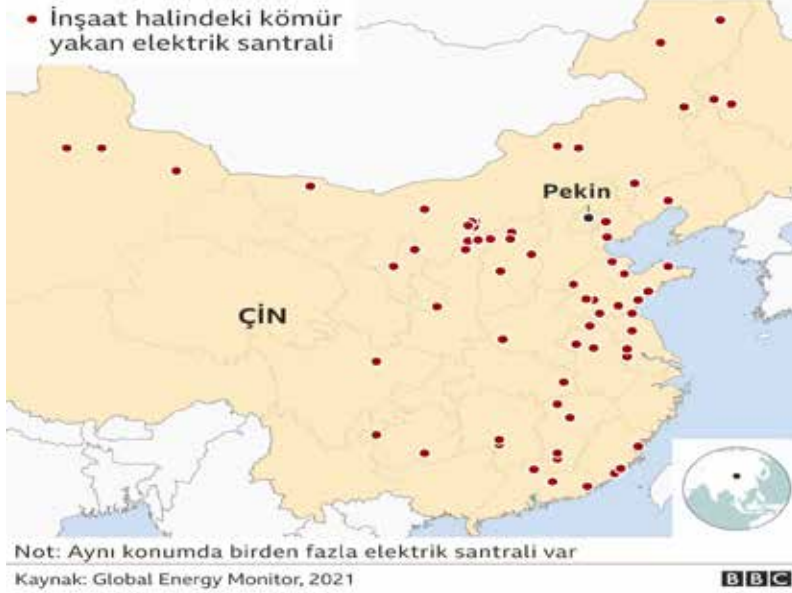 İnşaat halindeki kömür
yakan elektrik santrali
Pekin
ÇİN
Not: Aynı konumda birden fazla elektrik santrali var
Kaynak: Global Energy Monitor, 2021
BBC